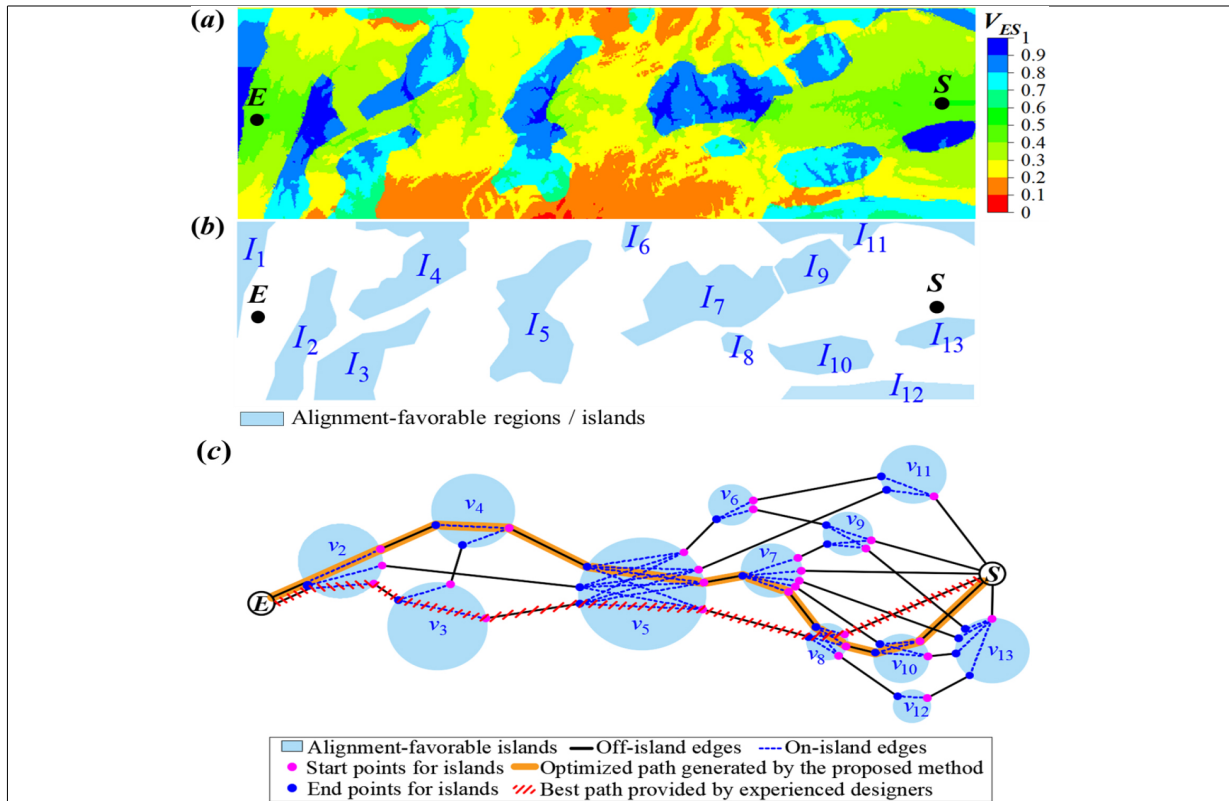 (a)
V_ES
E
S
1
0.9
0.8
0.7
0.6
0.5
0.4
0.3
0.2
0.1
0
(b)
I₁
E
I₂
I₃
I₄
I₅
I₆
I₇
I₈
I₉
I₁₀
I₁₁
S
I₁₃
I₁₂
Alignment-favorable regions / islands
(c)
E
v₂
v₄
v₃
v₅
v₆
v₇
v₈
v₉
v₁₁
S
v₁₀
v₁₃
v₁₂
Alignment-favorable islands Off-island edges On-island edges
Start points for islands Optimized path generated by the proposed method
End points for islands Best path provided by experienced designers